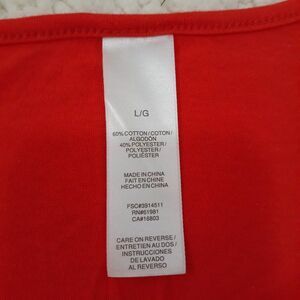 L/G
60% COTTON / COTON /
ALGODÓN
40% POLYESTER /
POLYESTER /
POLIÉSTER
MADE IN CHINA
FAIT EN CHINE
HECHO EN CHINA
FSC#3914511
RN#61981
CA#16803
CARE ON REVERSE /
ENTRETIEN AU DOS /
INSTRUCCIONES
DE LAVADO
AL REVERSO